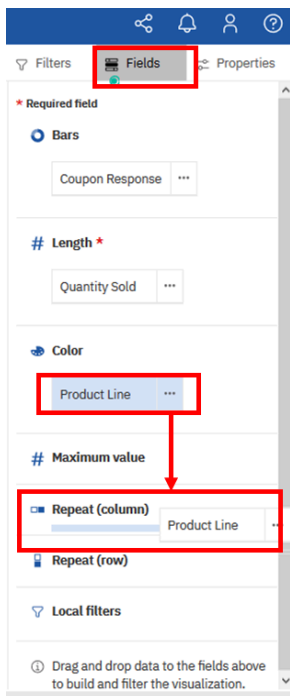 Filters Fields Properties
* Required field
Bars
Coupon Response ...
# Length *
Quantity Sold ...
Color
Product Line ...
# Maximum value
Repeat (column)
Product Line ...
Repeat (row)
Local filters
Drag and drop data to the fields above
to build and filter the visualization.